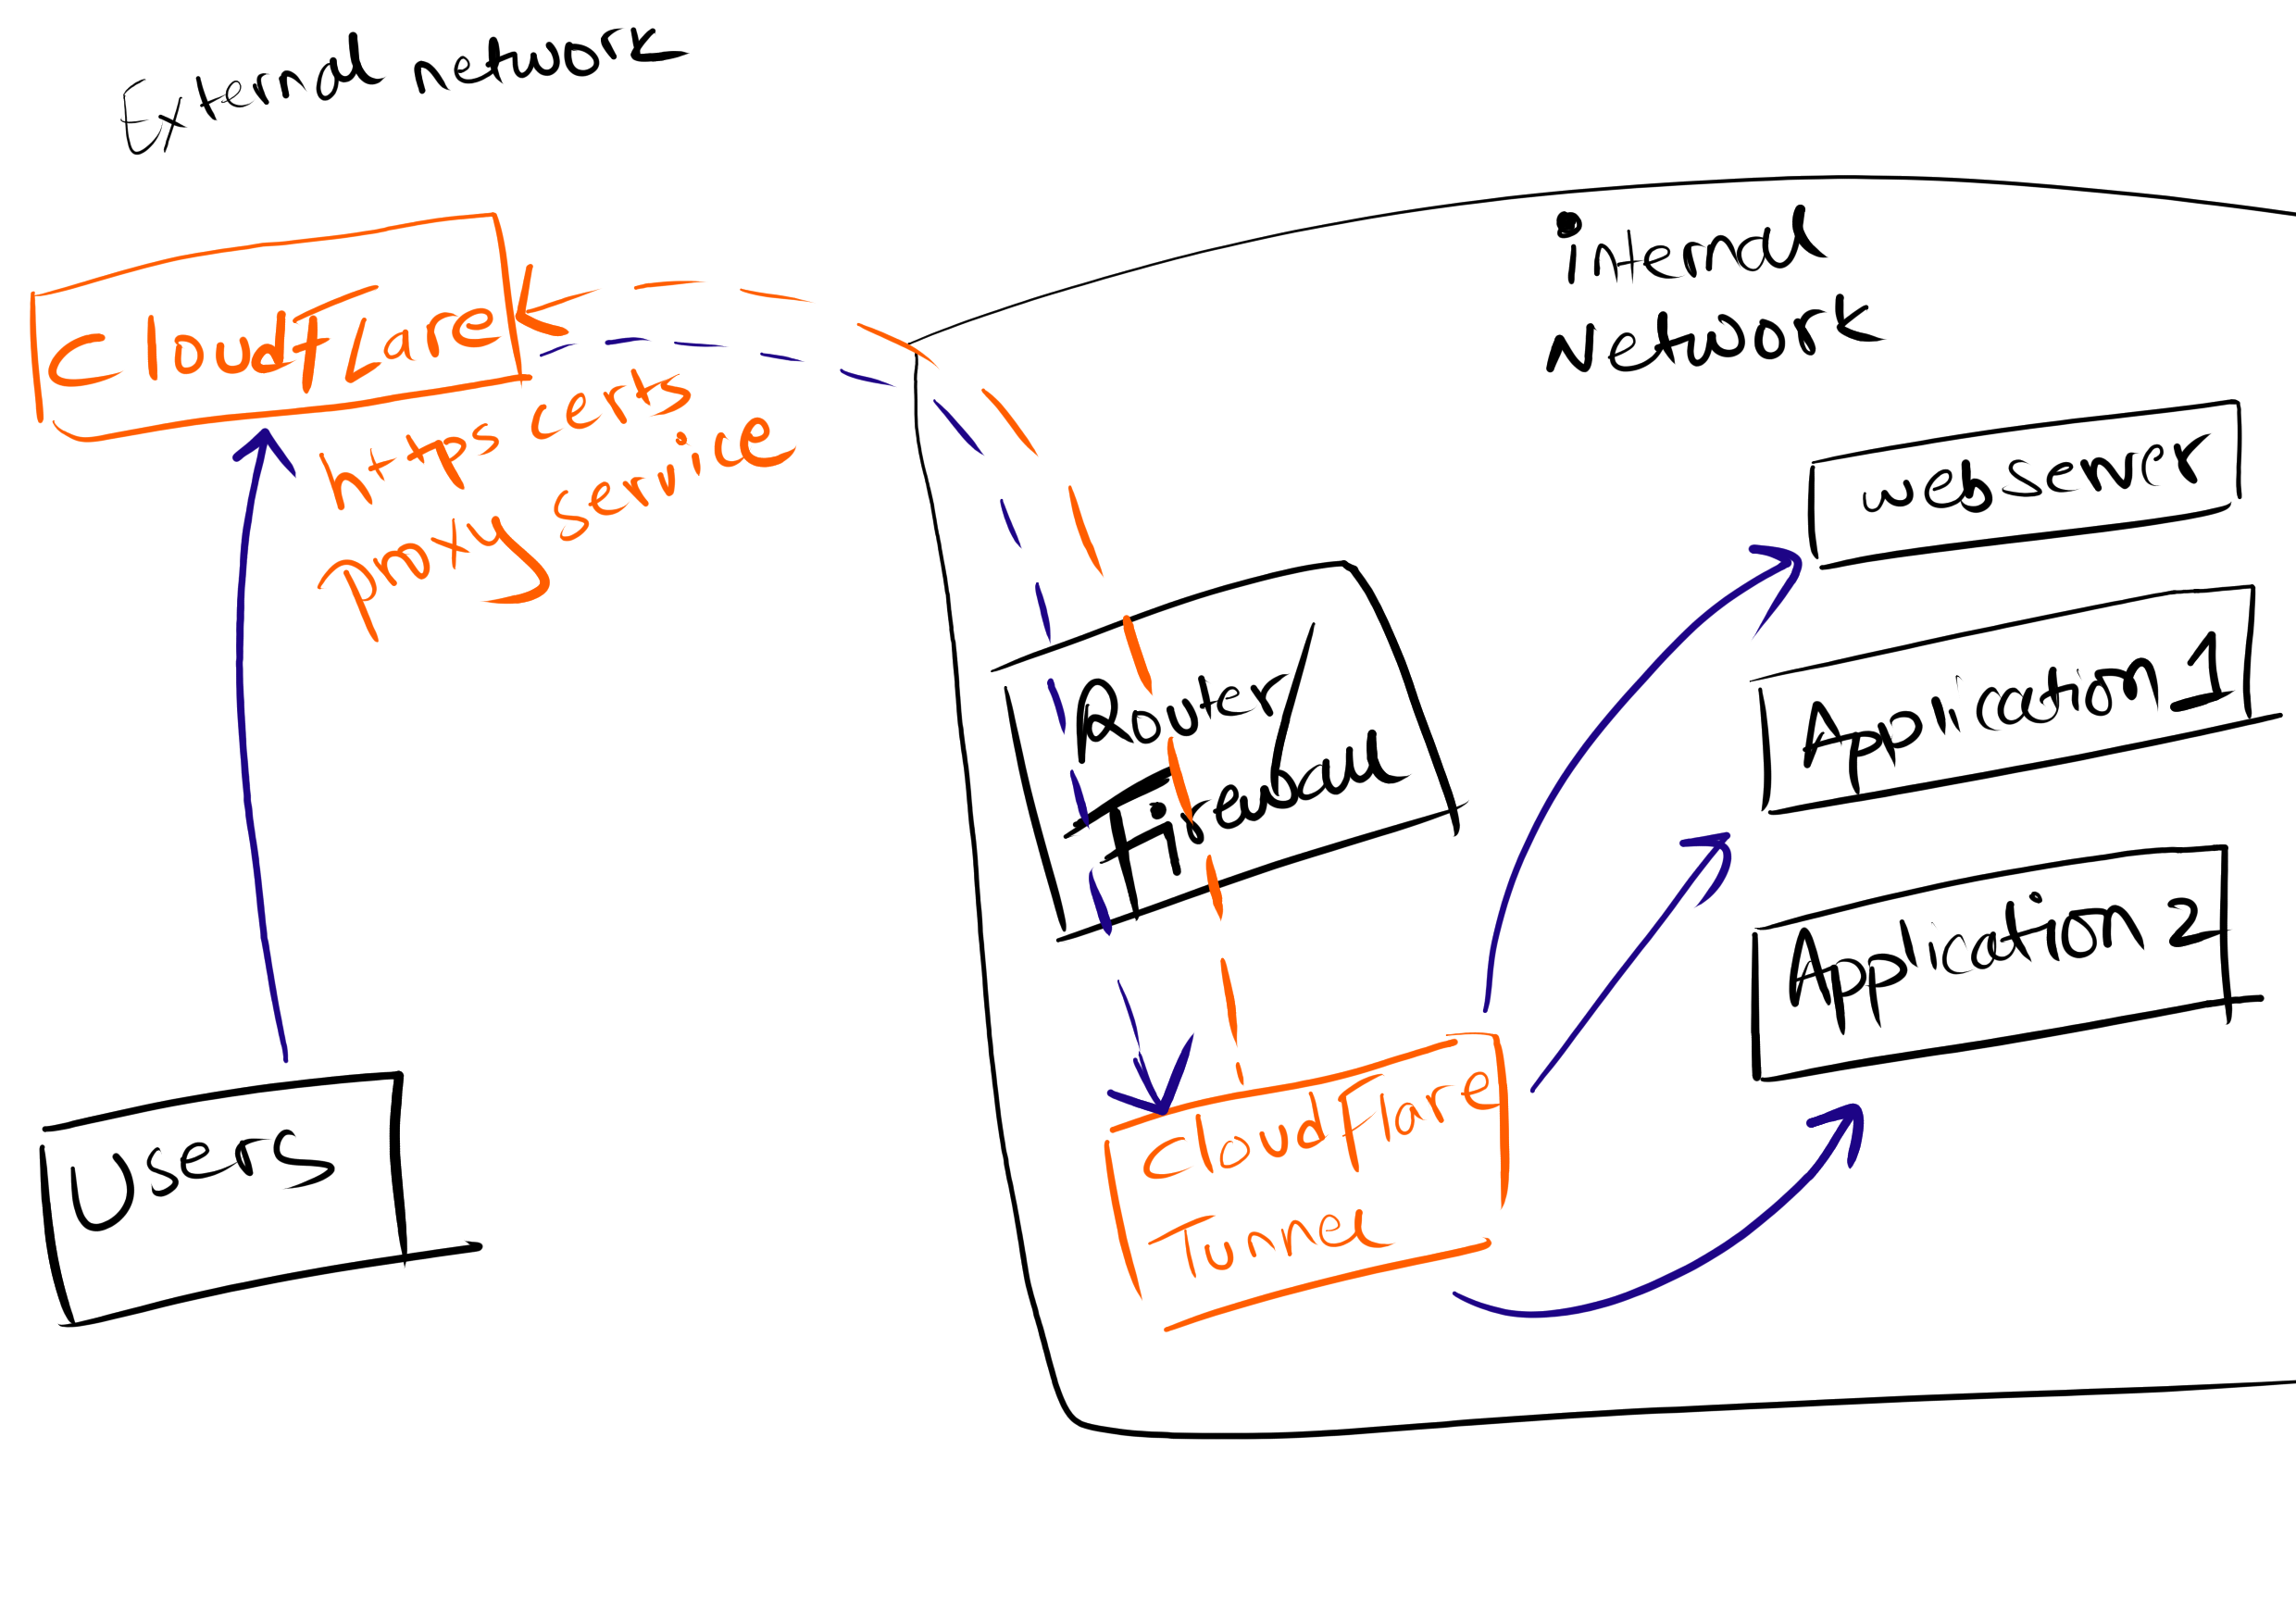 External network
internal
Network
Cloudflare
https certs
proxy service
webserver
Router/
Firewall
Application 1
Application 2
Users
Cloudflare
Tunnel